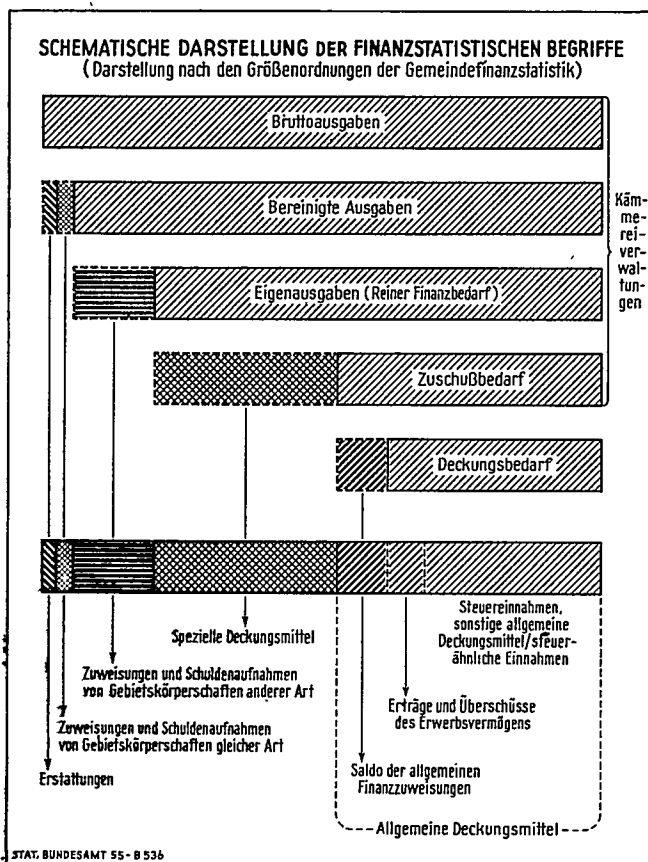 SCHEMATISCHE DARSTELLUNG DER FINANZSTATISTISCHEN BEGRIFFE
(Darstellung nach den Größenordnungen der Gemeindefinanzstatistik)
Bruttoausgaben
Bereinigte Ausgaben
Käm-
me-
rei-
ver-
wal-
tun-
gen
Eigenausgaben (Reiner Finanzbedarf)
Zuschußbedarf
Deckungsbedarf
Steuereinnahmen,
sonstige allgemeine
Deckungsmittel/steuer-
ähnliche Einnahmen
Spezielle Deckungsmittel
Zuweisungen und Schuldenaufnahmen
von Gebietskörperschaften anderer Art
Erträge und Überschüsse
des Erwerbsvermögens
Zuweisungen und Schuldenaufnahmen
von Gebietskörperschaften gleicher Art
Saldo der allgemeinen
Finanzzuweisungen
Erstattungen
Allgemeine Deckungsmittel
STAT. BUNDESAMT 55 - B 536